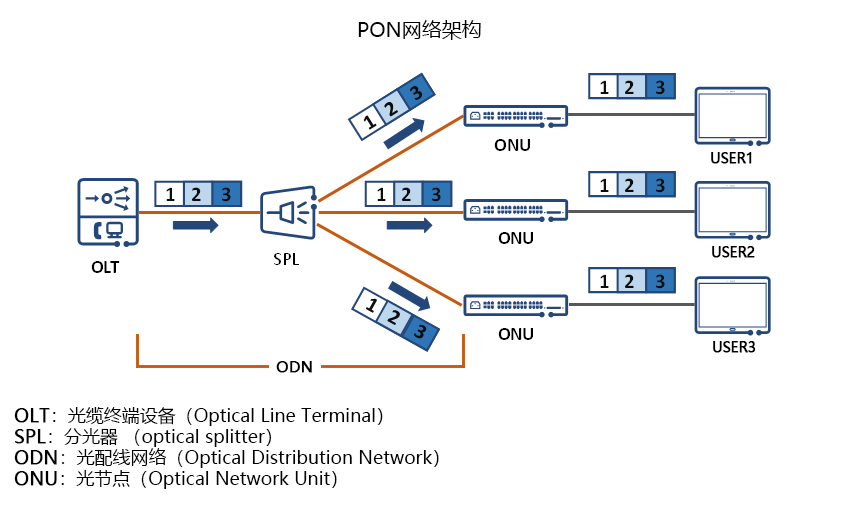 PON网络架构
1 2 3
1 2 3
ONU
USER1
1 2 3
OLT
SPL
1 2 3
ONU
1 2 3
USER2
1 2 3
ONU
1 2 3
USER3
ODN
OLT：光缆终端设备（Optical Line Terminal）
SPL：分光器 （optical splitter）
ODN：光配线网络（Optical Distribution Network）
ONU：光节点（Optical Network Unit）